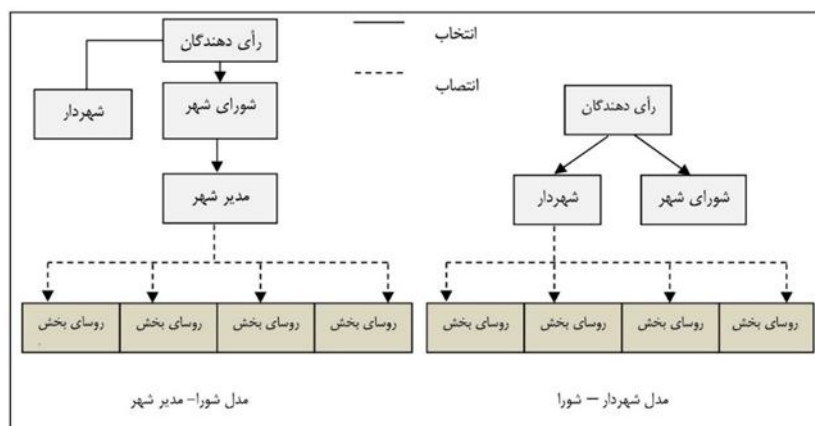 رأی دهندگان
انتخاب
شهردار
شورای شهر
انتصاب
رأی دهندگان
مدیر شهر
شهردار
شورای شهر
روسای بخش
روسای بخش
روسای بخش
روسای بخش
روسای بخش
روسای بخش
روسای بخش
روسای بخش
مدل شورا– مدیر شهر
مدل شهردار – شورا